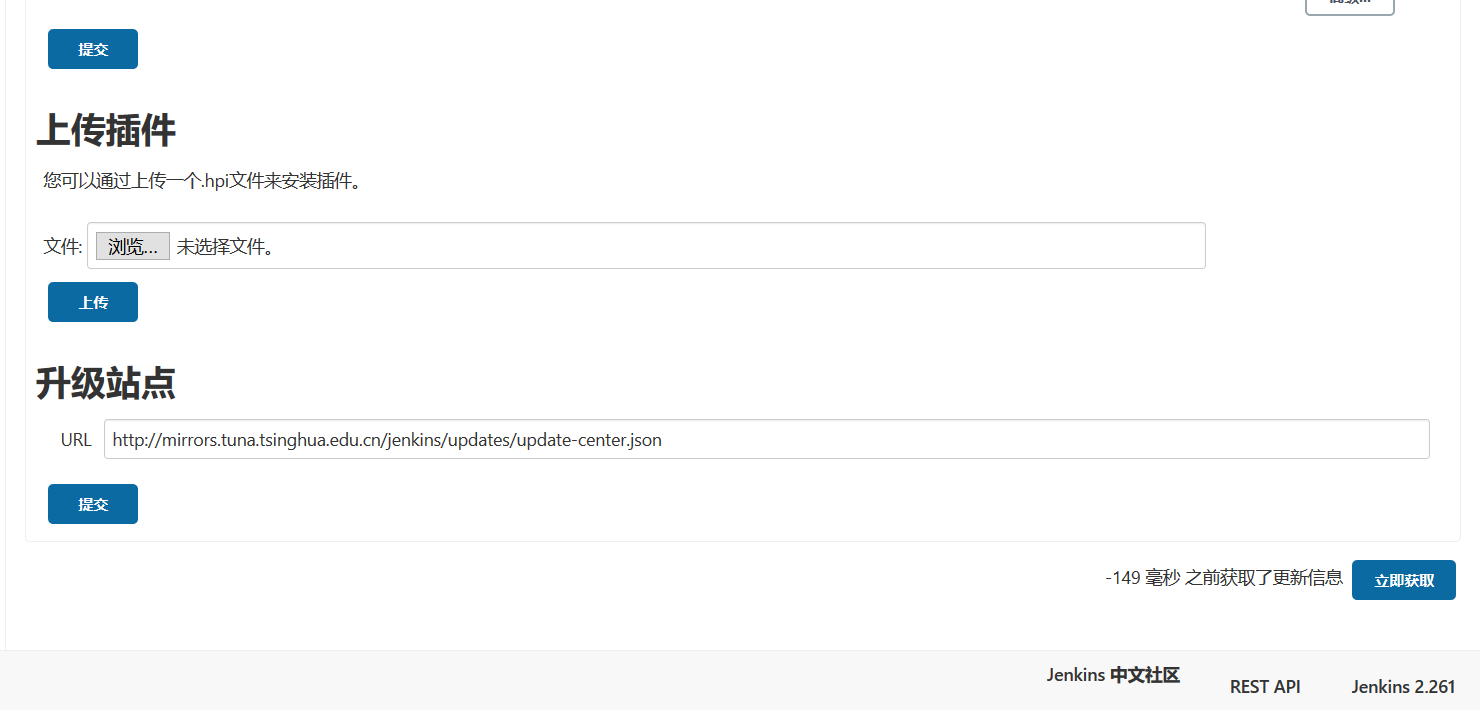 提交
上传插件
您可以通过上传一个.hpi文件来安装插件。
文件: 浏览... 未选择文件。
上传
升级站点
URL http://mirrors.tuna.tsinghua.edu.cn/jenkins/updates/update-center.json
提交
-149 毫秒 之前获取了更新信息 立即获取
Jenkins 中文社区 REST API Jenkins 2.261